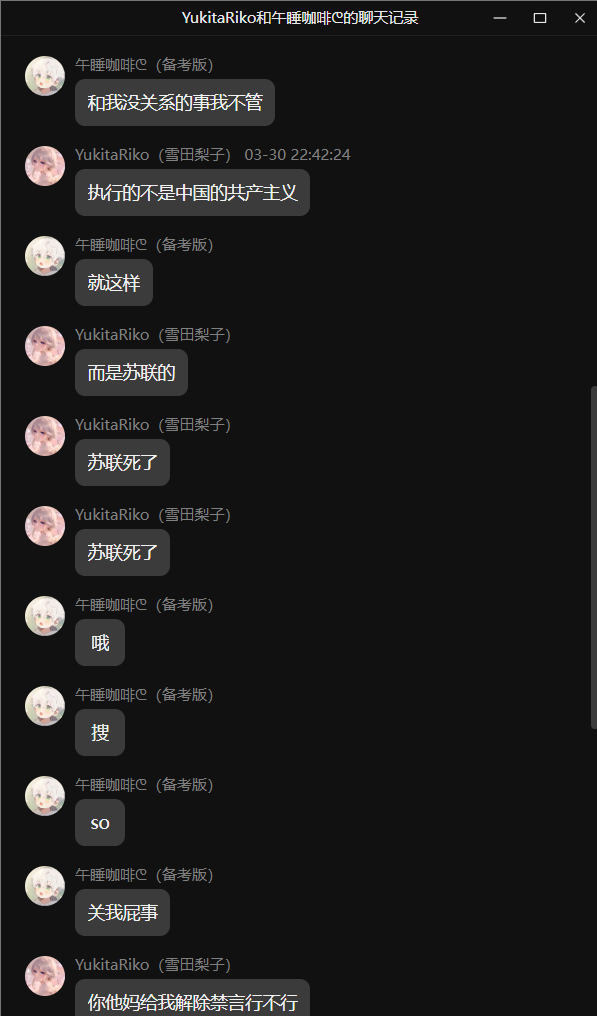 YukitaRiko和午睡咖啡ლ的聊天记录
午睡咖啡ლ（备考版）
和我没关系的事我不管
YukitaRiko（雪田梨子） 03-30 22:42:24
执行的不是中国的共产主义
午睡咖啡ლ（备考版）
就这样
YukitaRiko（雪田梨子）
而是苏联的
YukitaRiko（雪田梨子）
苏联死了
YukitaRiko（雪田梨子）
苏联死了
午睡咖啡ლ（备考版）
哦
午睡咖啡ლ（备考版）
搜
午睡咖啡ლ（备考版）
so
午睡咖啡ლ（备考版）
关我屁事
YukitaRiko（雪田梨子）
你他妈给我解除禁言行不行